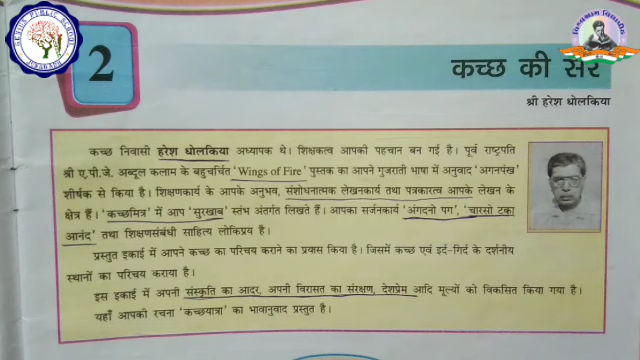 2
कच्छ की सैर
श्री हरेश धोलकिया
कच्छ निवासी हरेश धोलकिया अध्यापक थे। शिक्षकत्व आपकी पहचान बन गई है। पूर्व राष्ट्रपति
श्री ए.पी.जे. अब्दूल कलाम के बहुचर्चित 'Wings of Fire' पुस्तक का आपने गुजराती भाषा में अनुवाद 'अगनपंख'
शीर्षक से किया है। शिक्षणकार्य के आपके अनुभव, संशोधनात्मक लेखनकार्य तथा पत्रकारत्व आपके लेखन के
क्षेत्र हैं। 'कच्छमित्र' में आप 'सुरखाब' स्तंभ अंतर्गत लिखते हैं। आपका सर्जनकार्य 'अंगदनो पग', 'चारसो टका
आनंद' तथा शिक्षणसंबंधी साहित्य लोकप्रिय है।
प्रस्तुत इकाई में आपने कच्छ का परिचय कराने का प्रयास किया है। जिसमें कच्छ एवं इर्द-गिर्द के दर्शनीय
स्थानों का परिचय कराया है।
इस इकाई में अपनी संस्कृति का आदर, अपनी विरासत का संरक्षण, देशप्रेम आदि मूल्यों को विकसित किया गया है।
यहाँ आपकी रचना 'कच्छयात्रा' का भावानुवाद प्रस्तुत है।